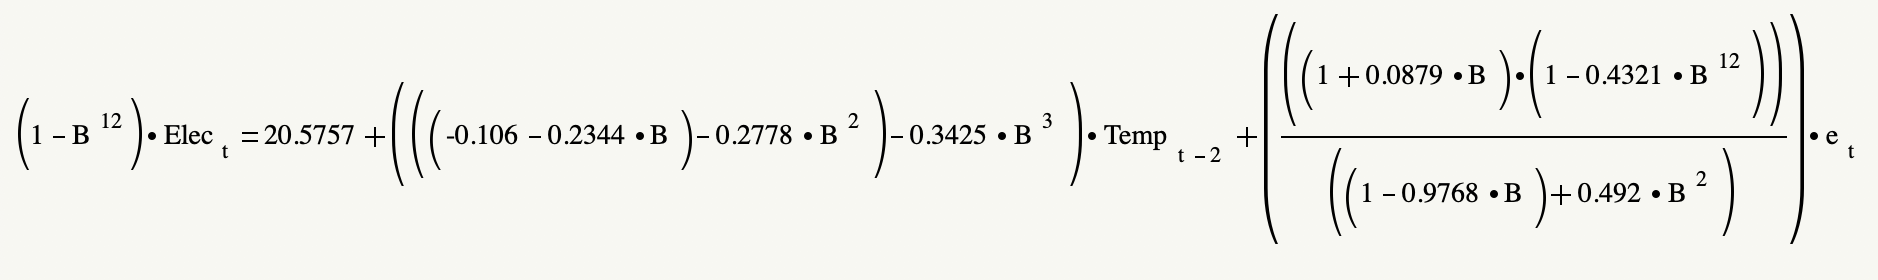 (1 – B 12) • Elec t = 20.5757 + (((-0.106 – 0.2344 • B) – 0.2778 • B 2) – 0.3425 • B 3) • Temp t – 2 + (((1 + 0.0879 • B) • (1 – 0.4321 • B 12)) / ((1 – 0.9768 • B) + 0.492 • B 2)) • e t